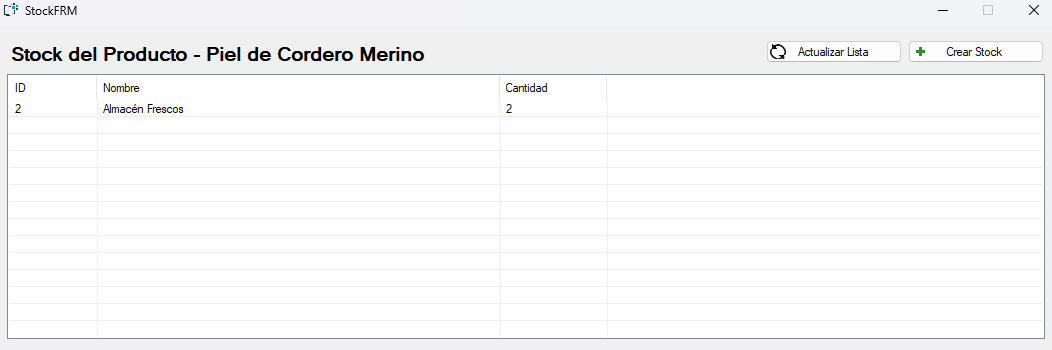 StockFRM
Stock del Producto - Piel de Cordero Merino
Actualizar Lista
Crear Stock
ID Nombre Cantidad
2 Almacén Frescos 2